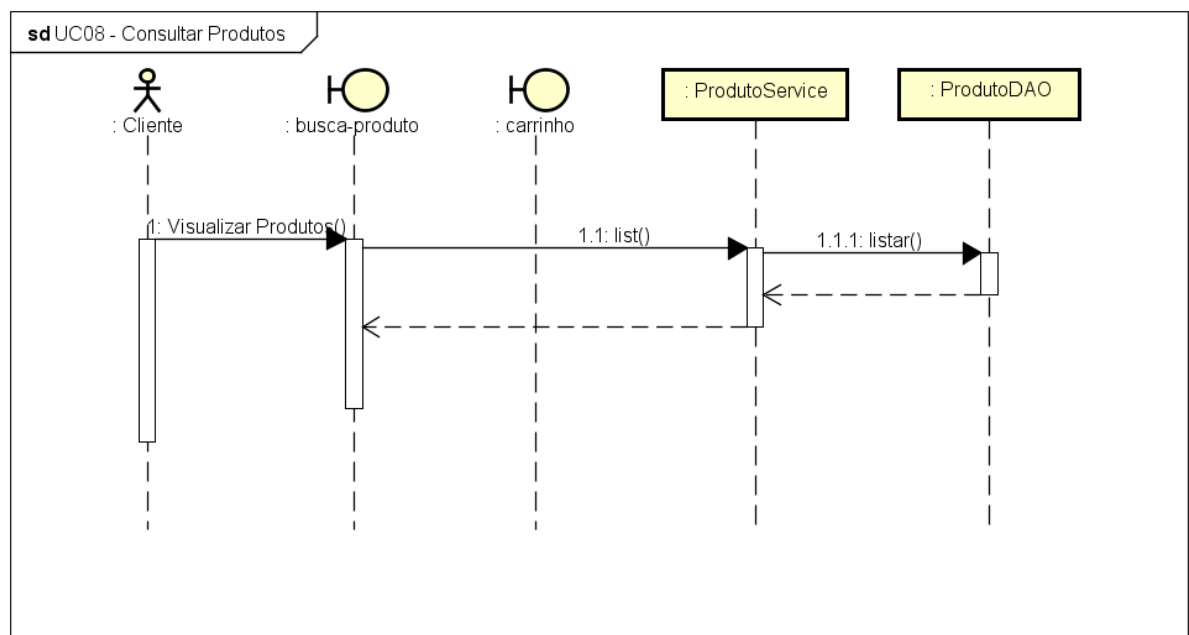 sd UC08 - Consultar Produtos
: Cliente
: busca-produto
: carrinho
: ProdutoService
: ProdutoDAO
1: Visualizar Produtos()
1.1: list()
1.1.1: listar()